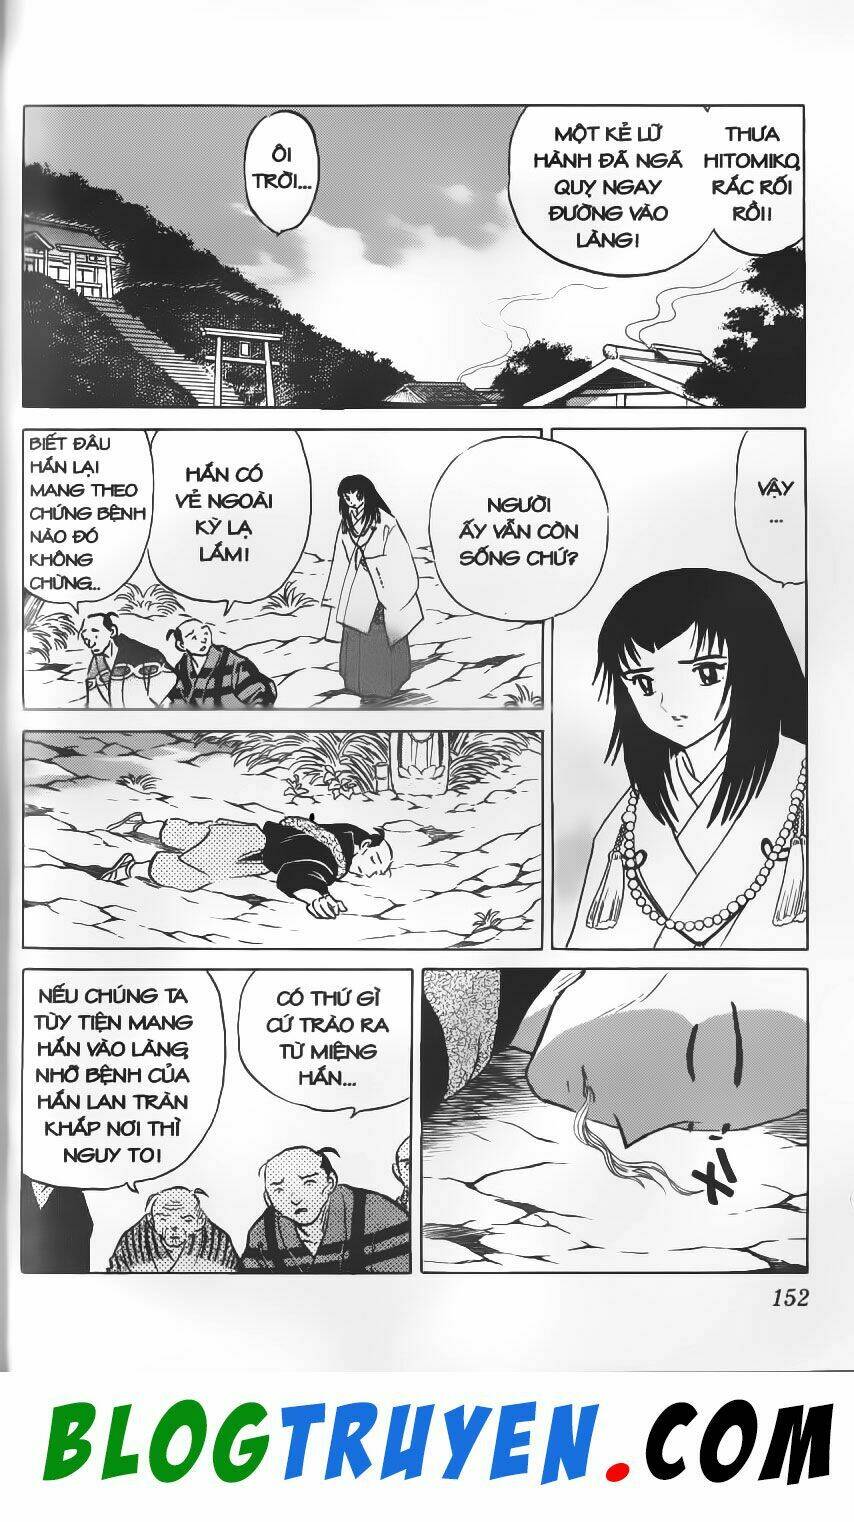 THƯA
HITOMIKO,
RẮC RỐI
RỒI!
MỘT KẺ LỮ
HÀNH ĐÃ NGÃ
QUỴ NGAY
ĐƯỜNG VÀO
LÀNG!
ÔI
TRỜI...
VẬY
...
NGƯỜI
ẤY VẪN CÒN
SỐNG CHỨ?
HẮN CÓ
VẺ NGOÀI
KỲ LẠ
LẮM!
BIẾT ĐÂU
HẮN LẠI
MANG THEO
CHỨNG BỆNH
NÀO ĐÓ
KHÔNG
CHỪNG...
XÌ
CÓ THỨ GÌ
CỨ TRÀO RA
TỪ MIỆNG
HẮN...
NẾU CHÚNG TA
TÙY TIỆN MANG
HẮN VÀO LÀNG,
NHỠ BỆNH CỦA
HẮN LAN TRÀN
KHẮP NƠI THÌ
NGUY TO!
152
BLOGTRUYEN.COM